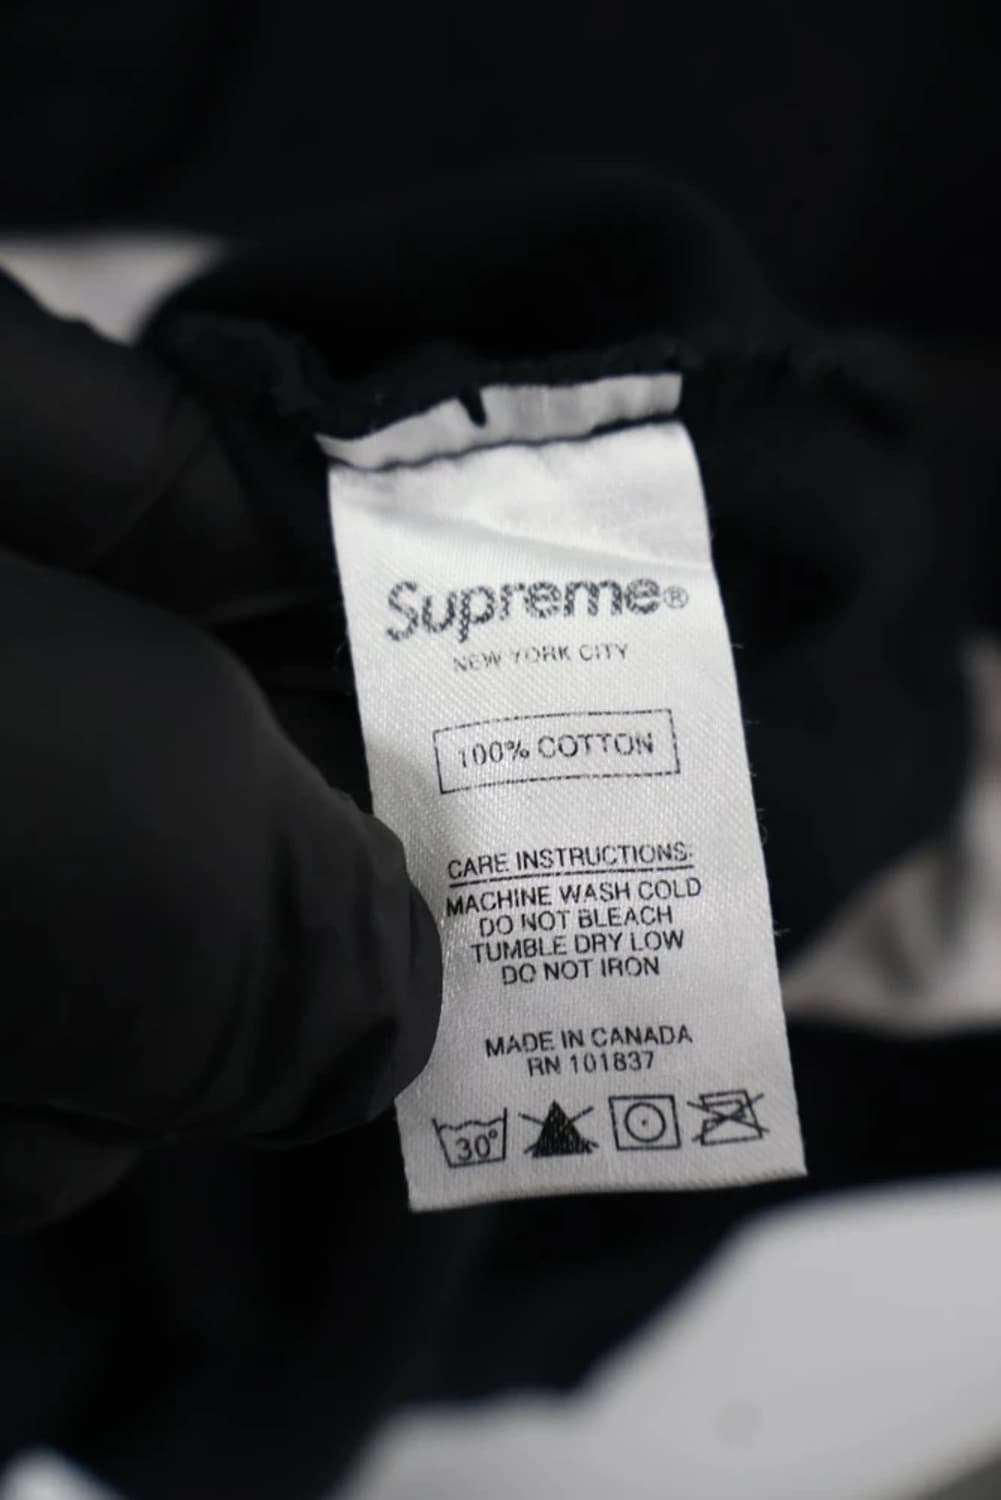 Supreme®
NEW YORK CITY
100% COTTON
CARE INSTRUCTIONS:
MACHINE WASH COLD
DO NOT BLEACH
TUMBLE DRY LOW
DO NOT IRON
MADE IN CANADA
RN 101837
30°